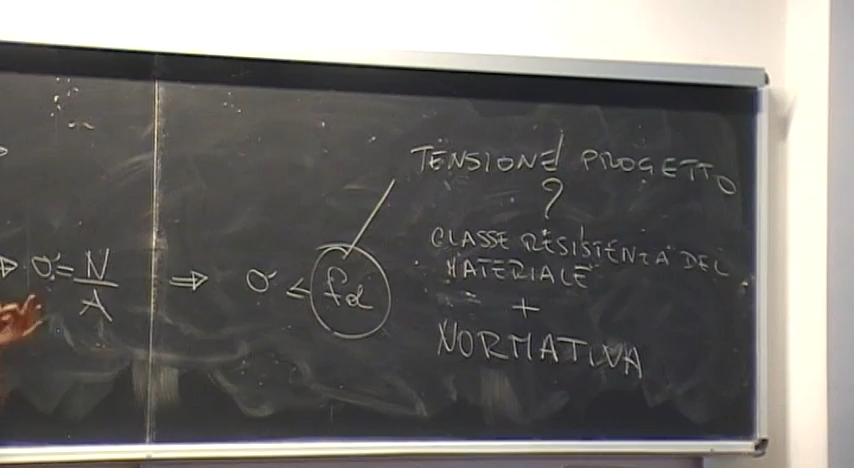 TENSIONE PROGETTO
?
⇒ σ = N/A ⇒ σ ≤ fd
CLASSE RESISTENZA DEL
MATERIALE
+
NORMATIVA